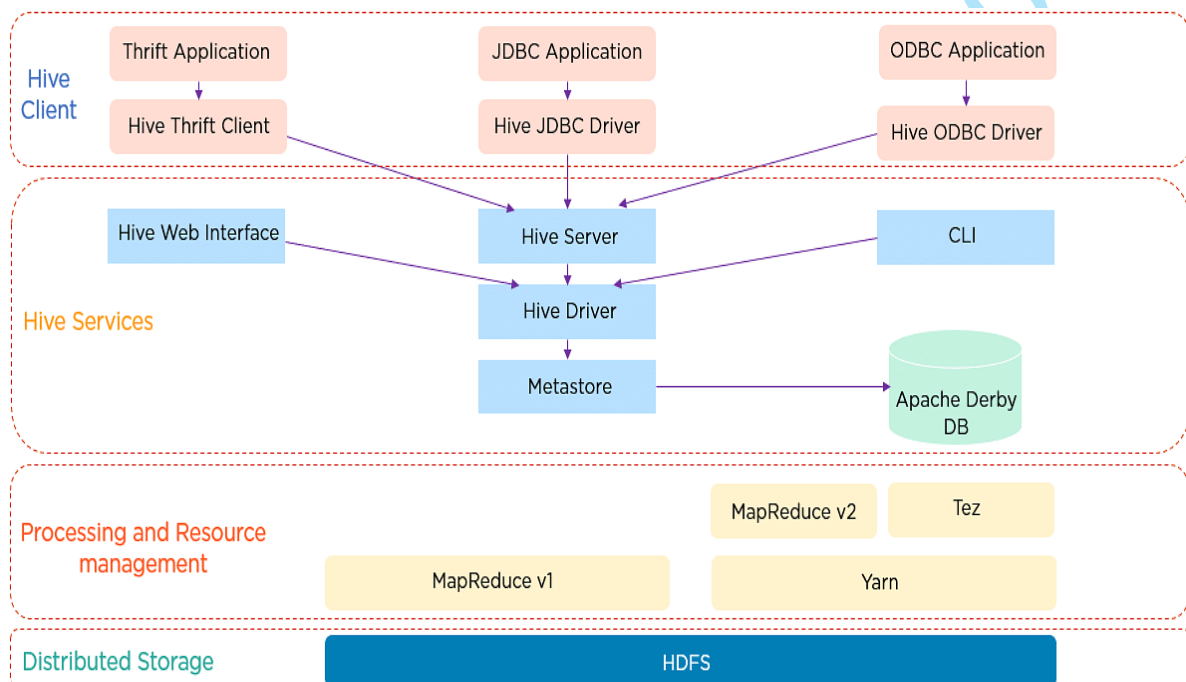 Thrift Application
JDBC Application
ODBC Application
Hive
Client
Hive Thrift Client
Hive JDBC Driver
Hive ODBC Driver
Hive Web Interface
Hive Server
CLI
Hive Driver
Hive Services
Metastore
Apache Derby
DB
MapReduce v2
Tez
Processing and Resource
management
MapReduce v1
Yarn
Distributed Storage
HDFS